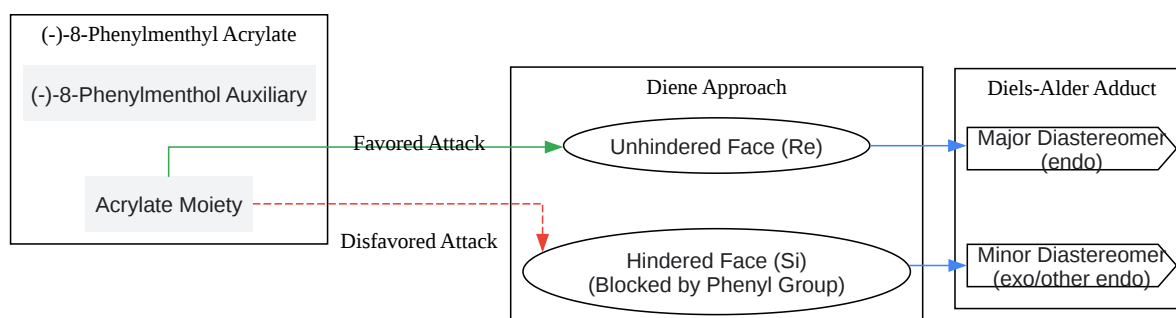 (-)-8-Phenylmenthyl Acrylate
(-)-8-Phenylmenthol Auxiliary
Acrylate Moiety
Favored Attack
Disfavored Attack
Diene Approach
Unhindered Face (Re)
Hindered Face (Si)
(Blocked by Phenyl Group)
Diels-Alder Adduct
Major Diastereomer
(endo)
Minor Diastereomer
(exo/other endo)